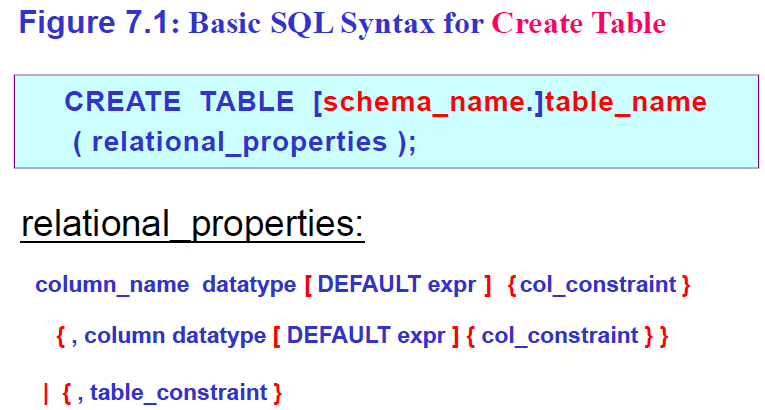 Figure 7.1: Basic SQL Syntax for Create Table
CREATE TABLE [schema_name.]table_name
( relational_properties );
relational_properties:
column_name datatype [ DEFAULT expr ] { col_constraint }
{ , column datatype [ DEFAULT expr ] { col_constraint } }
| { , table_constraint }